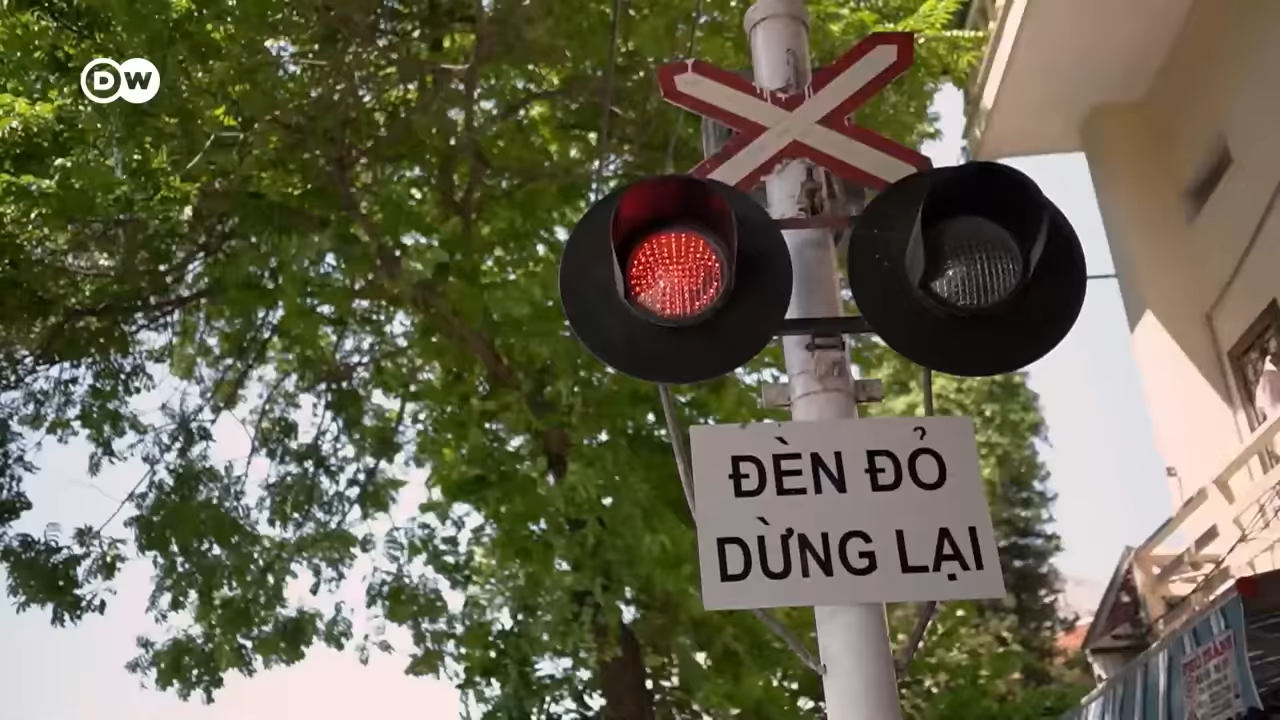 DW
ĐÈN ĐỎ
DỪNG LẠI